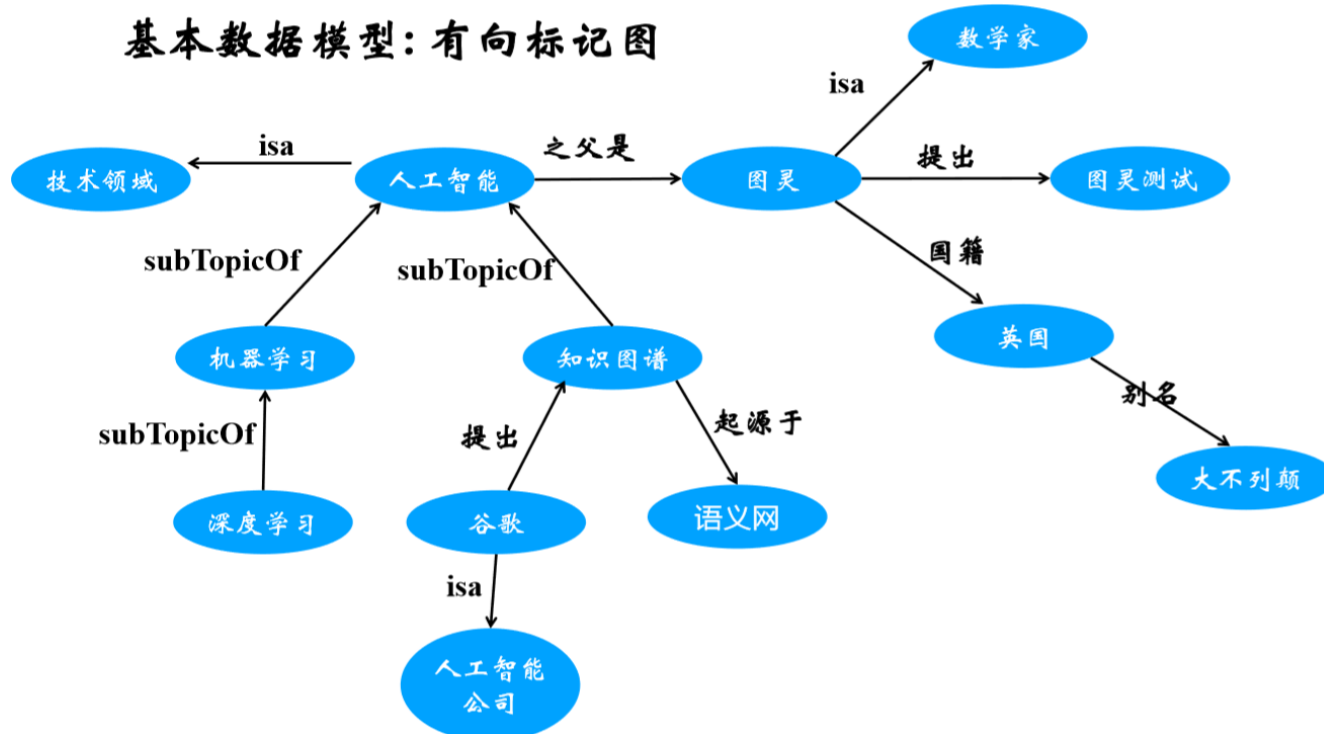 基本数据模型：有向标记图
数学家
isa
isa
之父是
提出
技术领域
人工智能
图灵
图灵测试
subTopicOf
subTopicOf
国籍
英国
机器学习
知识图谱
别名
subTopicOf
提出
起源于
大不列颠
深度学习
谷歌
语义网
isa
人工智能
公司